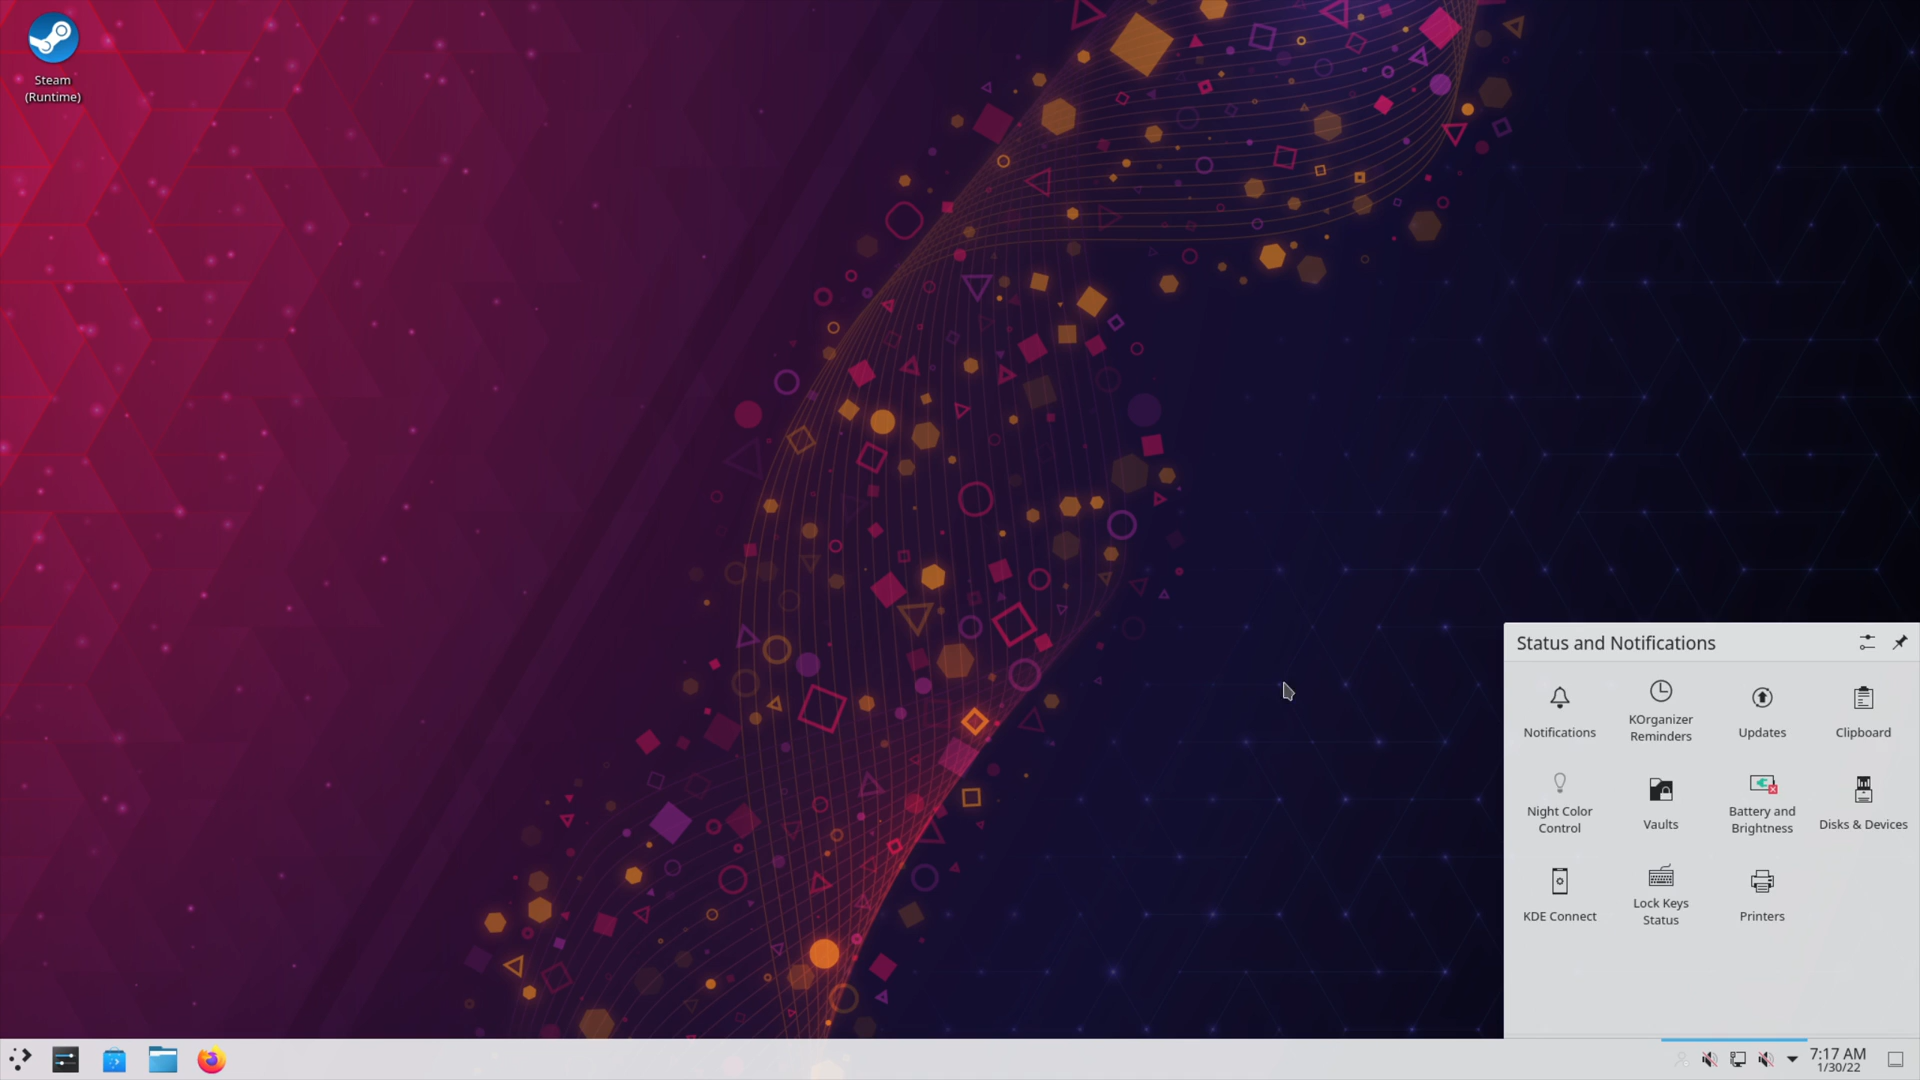 Steam
(Runtime)
Status and Notifications
Notifications
KOrganizer
Reminders
Updates
Clipboard
Night Color
Control
Vaults
Battery and
Brightness
Disks & Devices
KDE Connect
Lock Keys
Status
Printers
7:17 AM
1/30/22